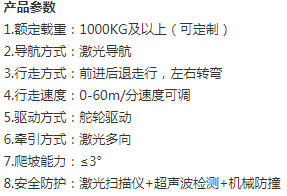 产品参数
1.额定载重：1000KG及以上（可定制）
2.导航方式：激光导航
3.行走方式：前进后退走行，左右转弯
4.行走速度：0-60m/分速度可调
5.驱动方式：舵轮驱动
6.牵引方式：激光多向
7.爬坡能力：≤3°
8.安全防护：激光扫描仪+超声波检测+机械防撞